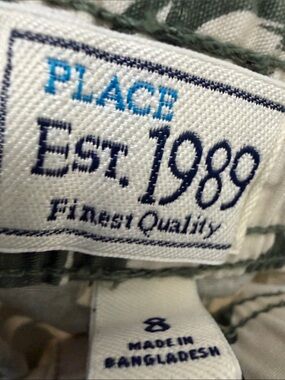 PLACE
EST. 1989
Finest Quality
8
MADE IN
BANGLADESH